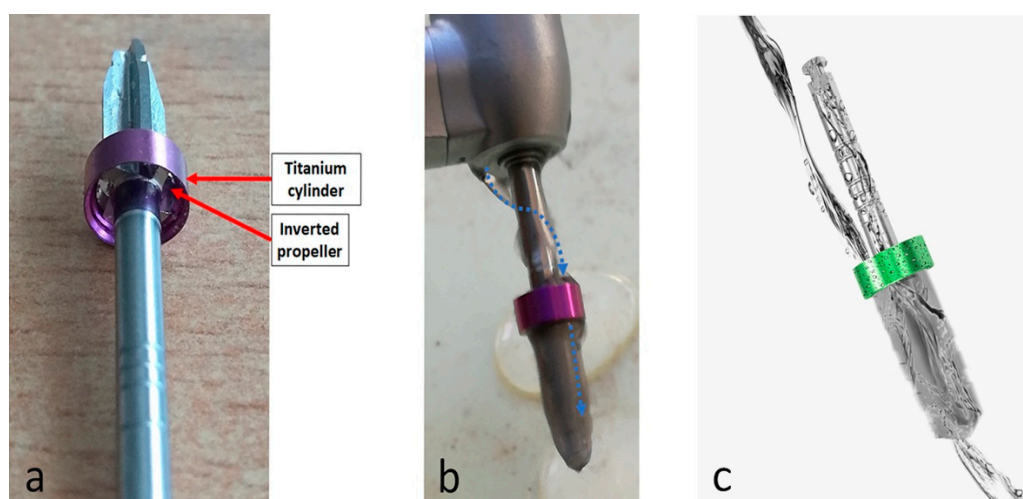 Titanium
cylinder
Inverted
propeller
a
b
c